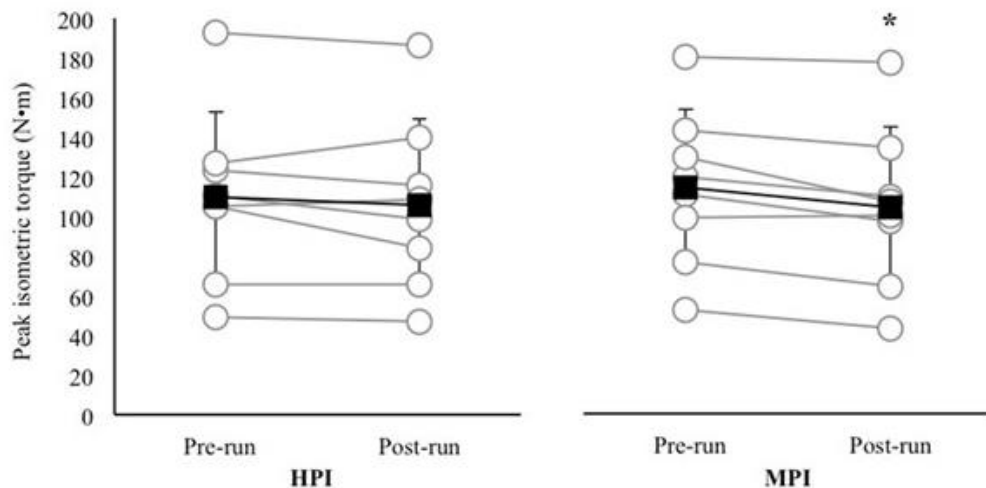 Peak isometric torque (N•m)
200
180
160
140
120
100
80
60
40
20
0
*
Pre-run
Post-run
HPI
Pre-run
Post-run
MPI